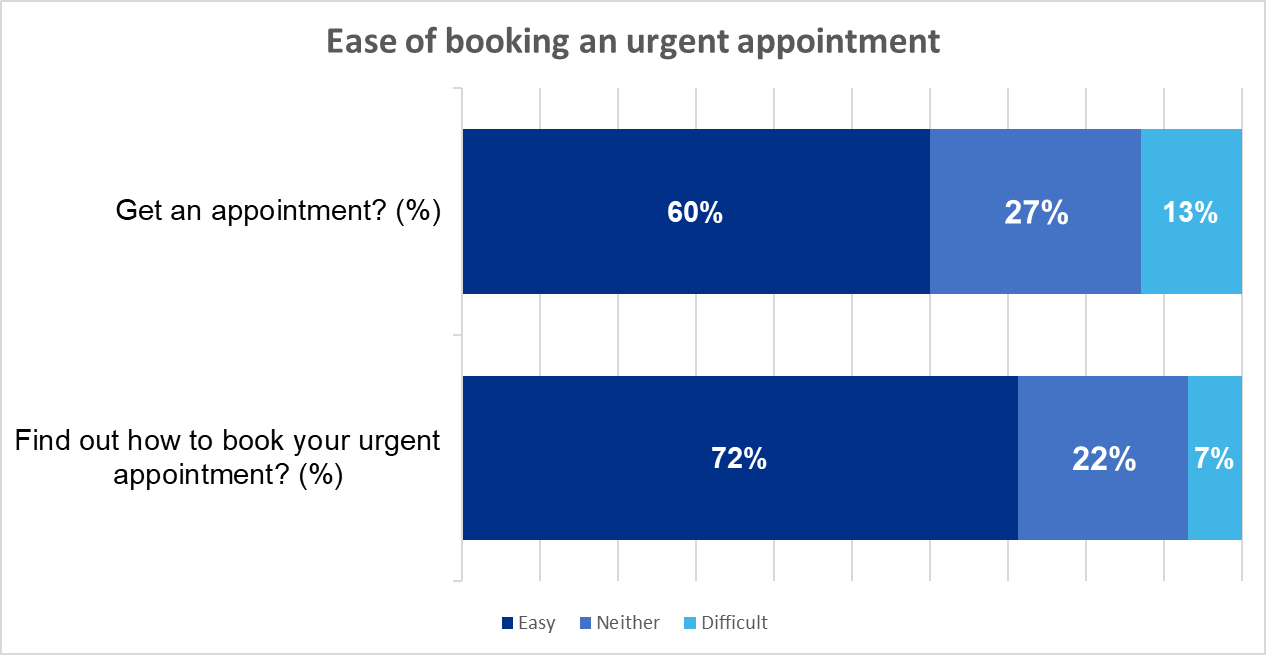 Ease of booking an urgent appointment
Get an appointment? (%)
60%
27%
13%
Find out how to book your urgent
appointment? (%)
72%
22%
7%
Easy
Neither
Difficult